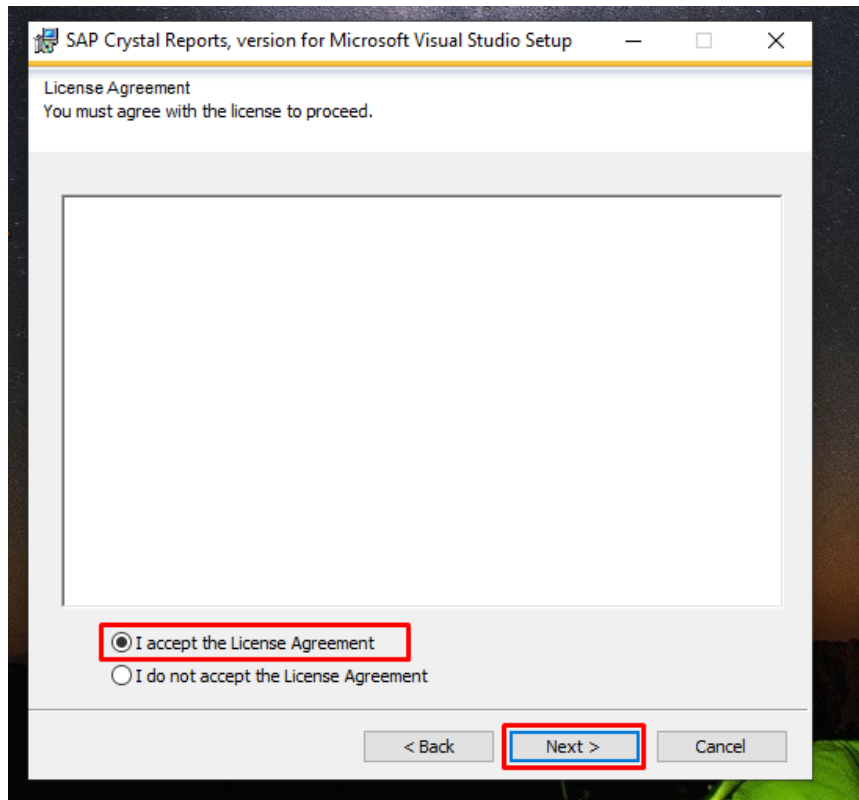 SAP Crystal Reports, version for Microsoft Visual Studio Setup
License Agreement
You must agree with the license to proceed.
I accept the License Agreement
I do not accept the License Agreement
< Back Next > Cancel